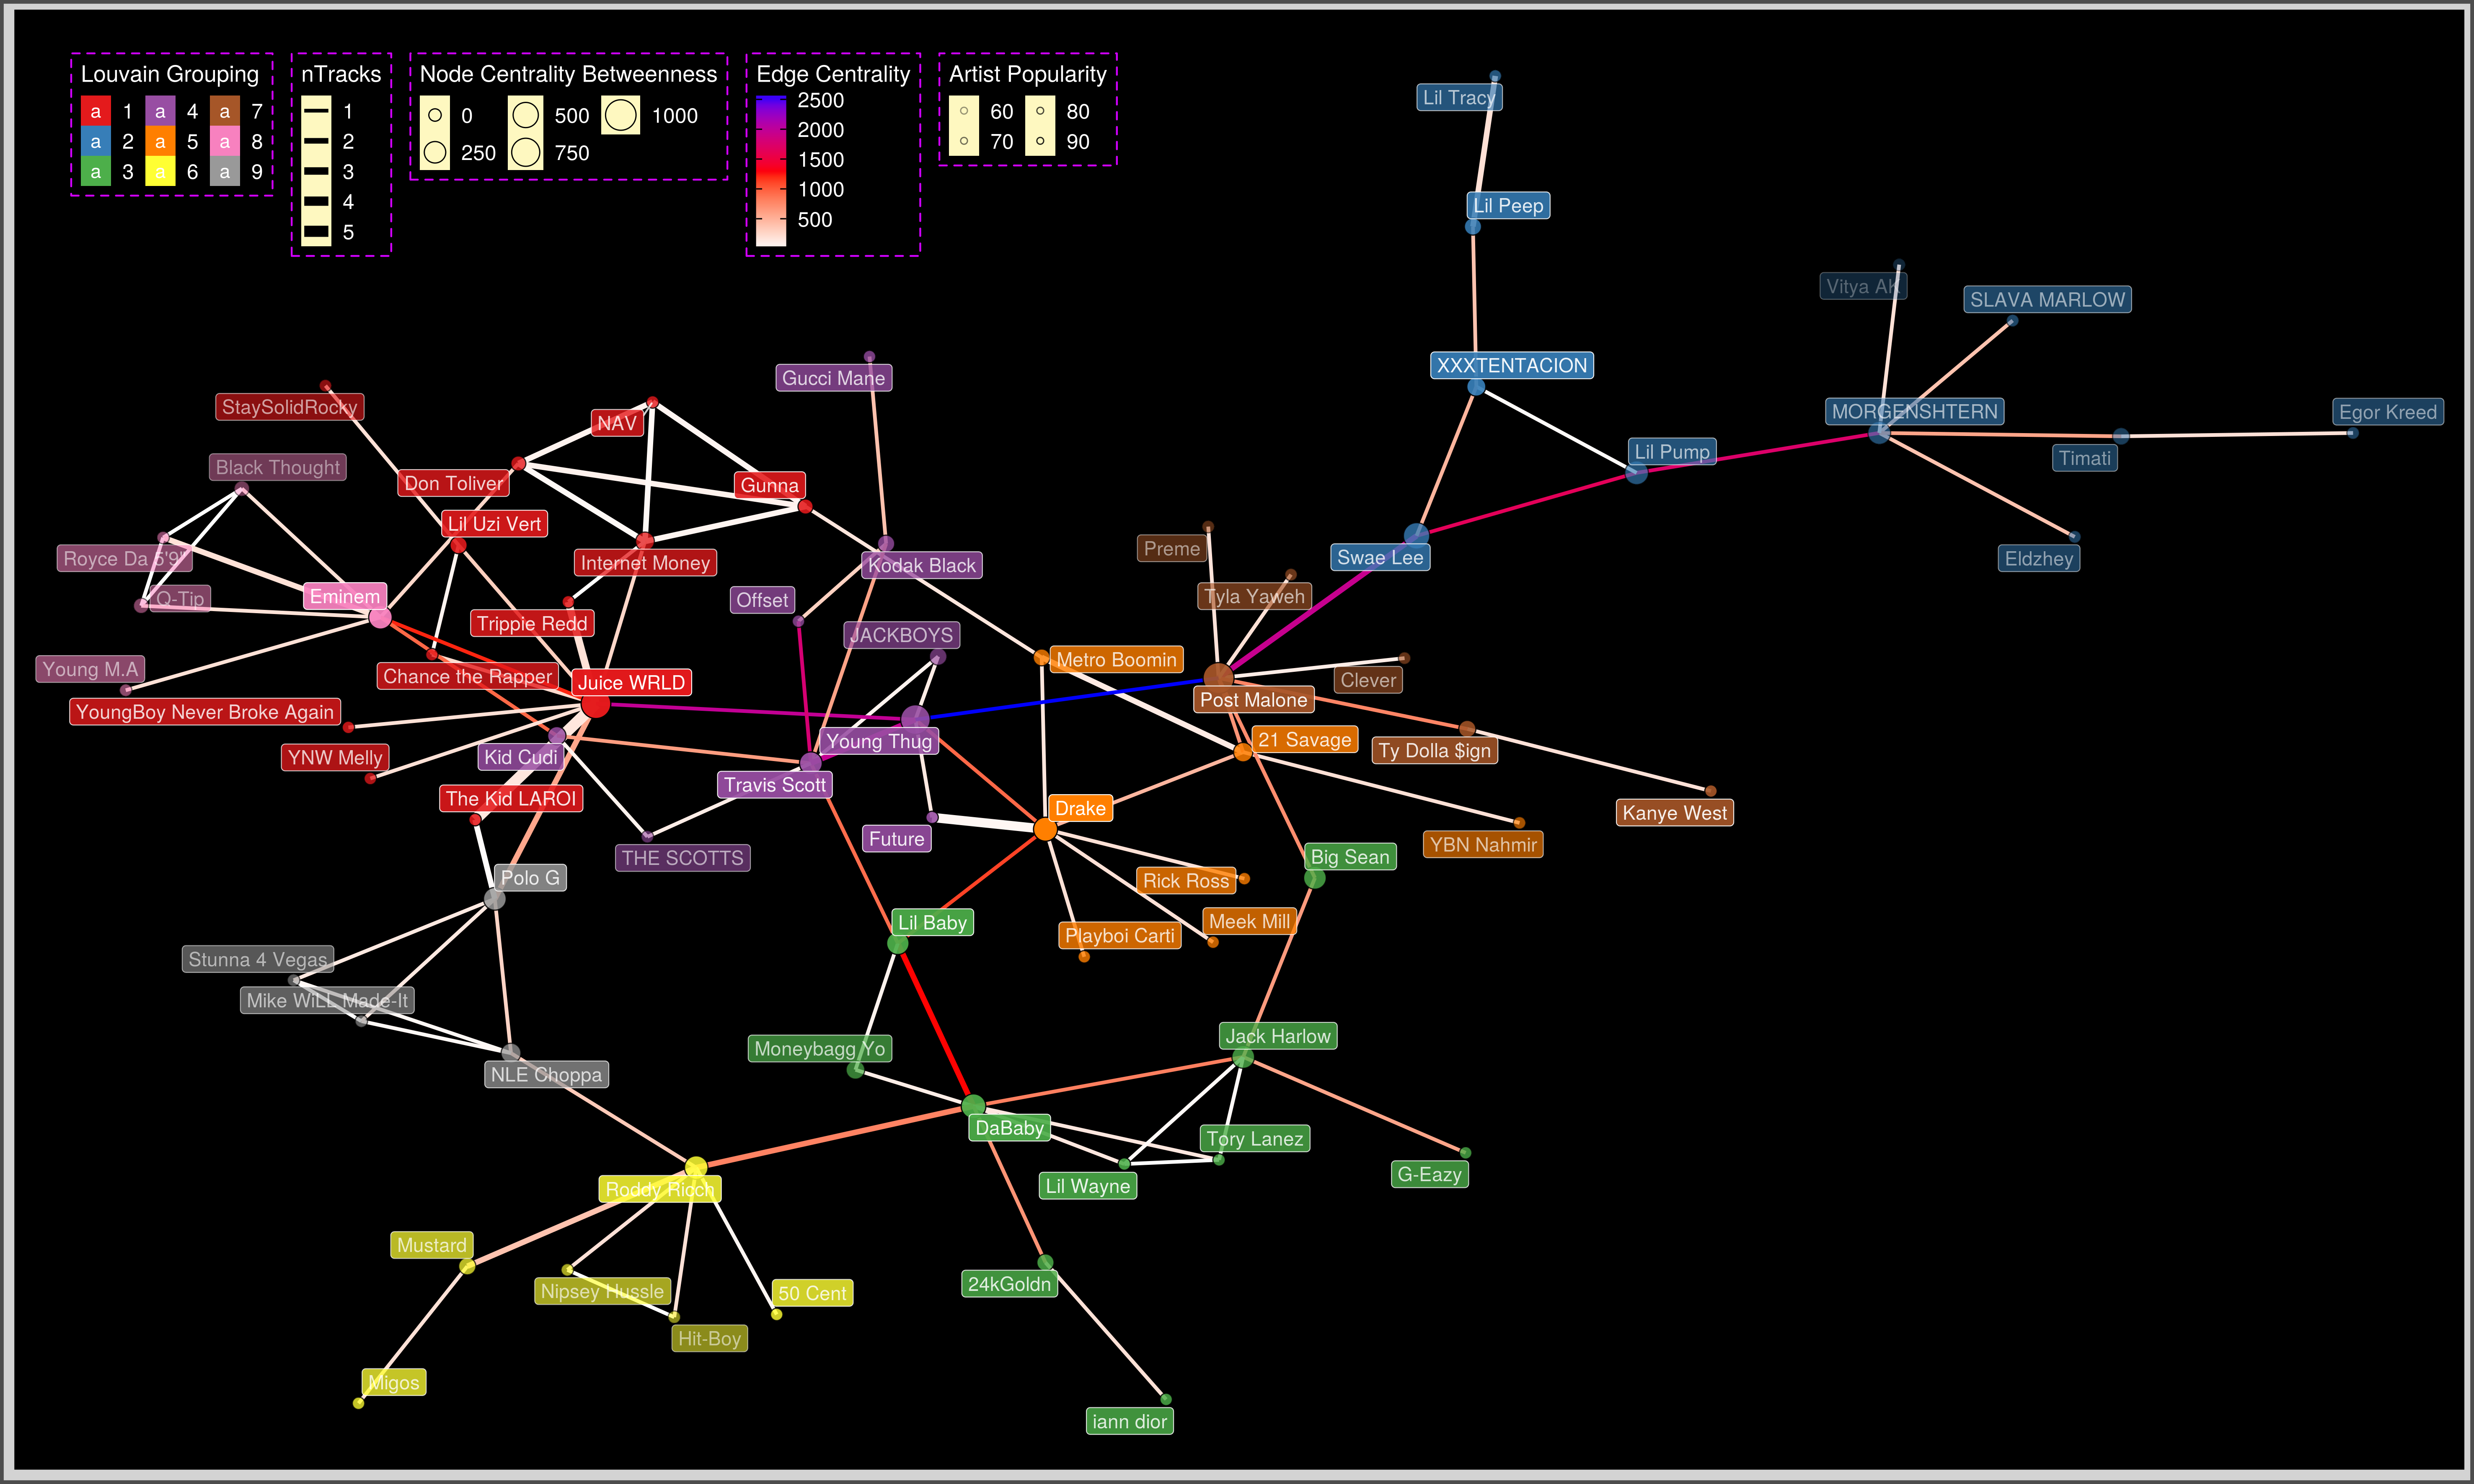 Louvain Grouping
a 1 a 4 a 7
a 2 a 5 a 8
a 3 a 6 a 9
nTracks
1
2
3
4
5
Node Centrality Betweenness
0 500 1000
250 750
Edge Centrality
2500
2000
1500
1000
500
Artist Popularity
60 80
70 90
Lil Tracy
Lil Peep
Vitya AK
SLAVA MARLOW
XXXTENTACION
Gucci Mane
StaySolidRocky
NAV
MORGENSHTERN
Egor Kreed
Lil Pump
Timati
Black Thought
Don Toliver
Gunna
Lil Uzi Vert
Preme
Swae Lee
Eldzhey
Royce Da 5'9"
Internet Money
Kodak Black
Q-Tip
Eminem
Offset
Tyla Yaweh
Trippie Redd
JACKBOYS
Metro Boomin
Young M.A
Chance the Rapper
Juice WRLD
Clever
Post Malone
YoungBoy Never Broke Again
Young Thug
21 Savage
Ty Dolla $ign
YNW Melly
Kid Cudi
Travis Scott
The Kid LAROI
Drake
Kanye West
Future
YBN Nahmir
THE SCOTTS
Big Sean
Polo G
Rick Ross
Lil Baby
Meek Mill
Playboi Carti
Stunna 4 Vegas
Mike WiLL Made-It
Moneybagg Yo
Jack Harlow
NLE Choppa
DaBaby
Tory Lanez
G-Eazy
Roddy Ricch
Lil Wayne
Mustard
Nipsey Hussle
50 Cent
24kGoldn
Hit-Boy
Migos
iann dior